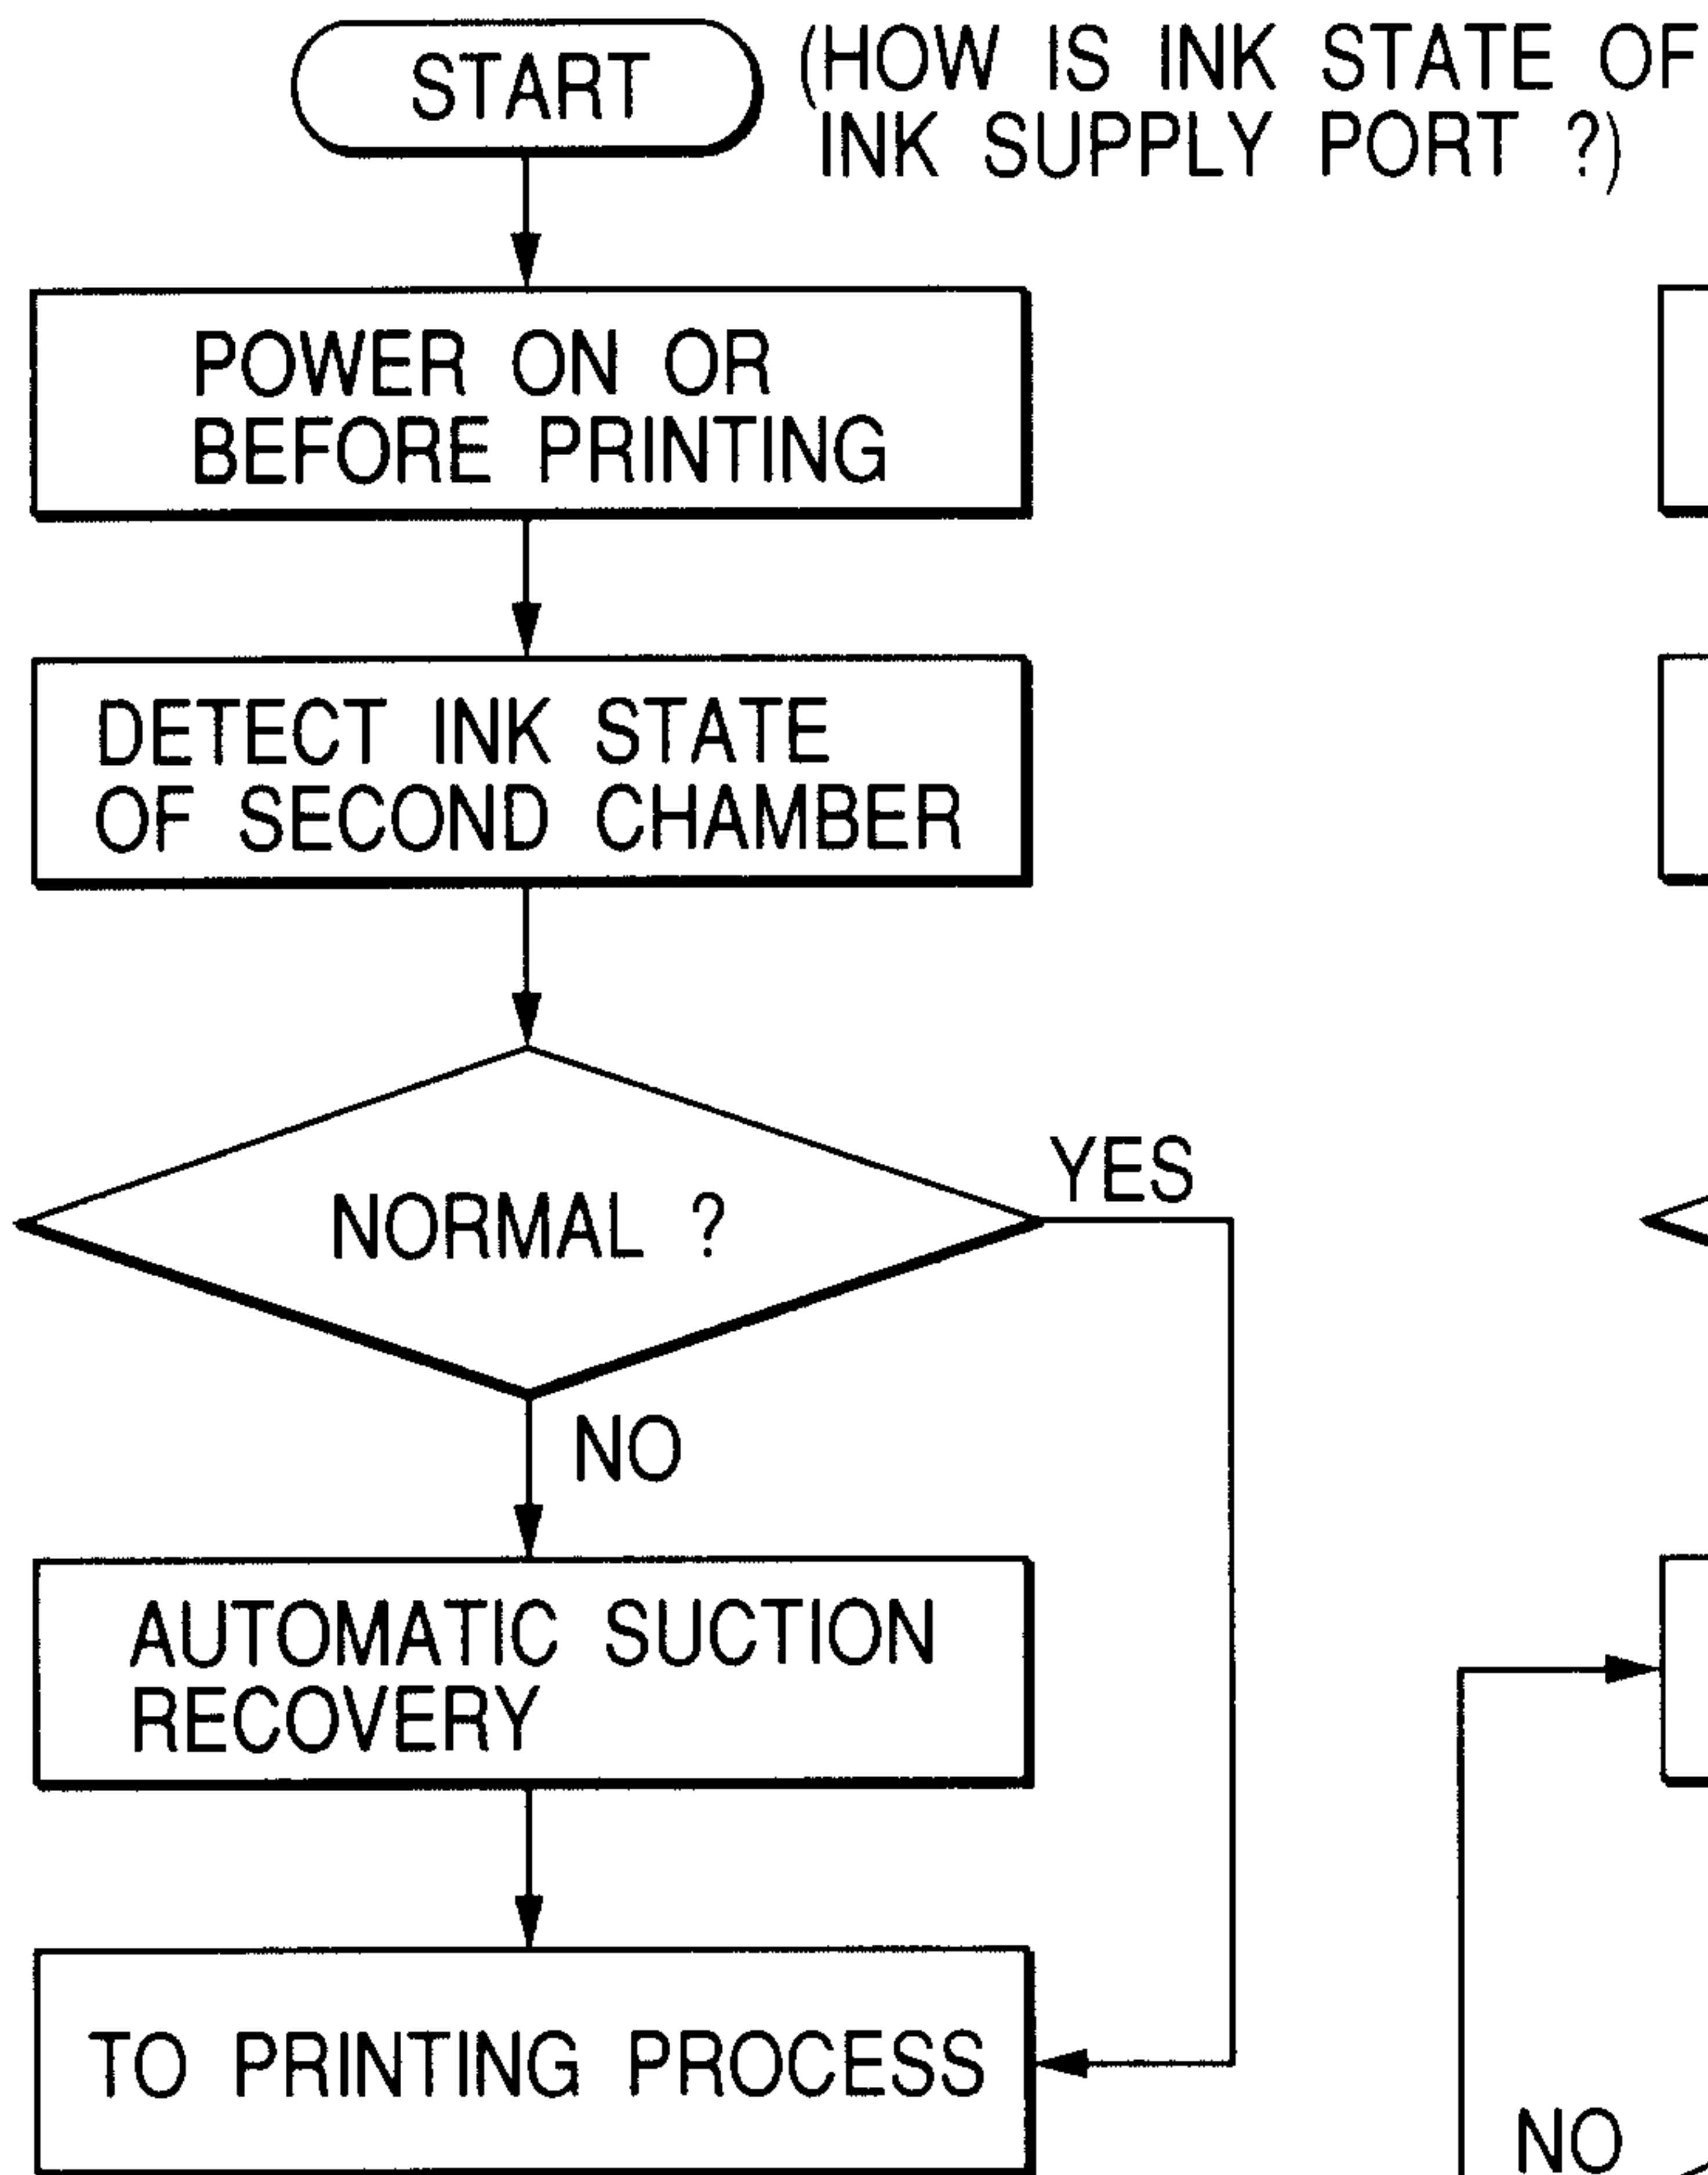 START
(HOW IS INK STATE OF
INK SUPPLY PORT ?)
POWER ON OR
BEFORE PRINTING
DETECT INK STATE
OF SECOND CHAMBER
NORMAL ?
YES
NO
AUTOMATIC SUCTION
RECOVERY
TO PRINTING PROCESS
NO